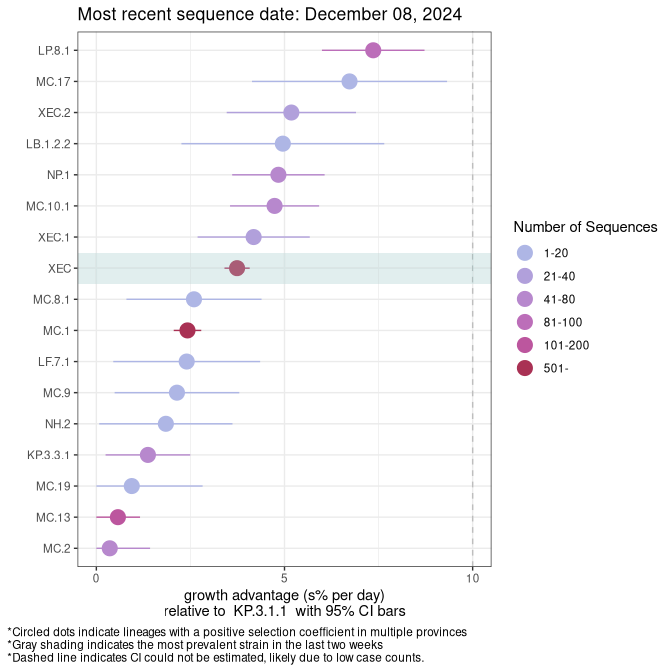 Most recent sequence date: December 08, 2024
LP.8.1
MC.17
XEC.2
LB.1.2.2
NP.1
MC.10.1
XEC.1
XEC
MC.8.1
MC.1
LF.7.1
MC.9
NH.2
KP.3.3.1
MC.19
MC.13
MC.2
0 5 10
growth advantage (s% per day)
relative to KP.3.1.1 with 95% CI bars
Number of Sequences
1-20
21-40
41-80
81-100
101-200
501-
*Circled dots indicate lineages with a positive selection coefficient in multiple provinces
*Gray shading indicates the most prevalent strain in the last two weeks
*Dashed line indicates CI could not be estimated, likely due to low case counts.